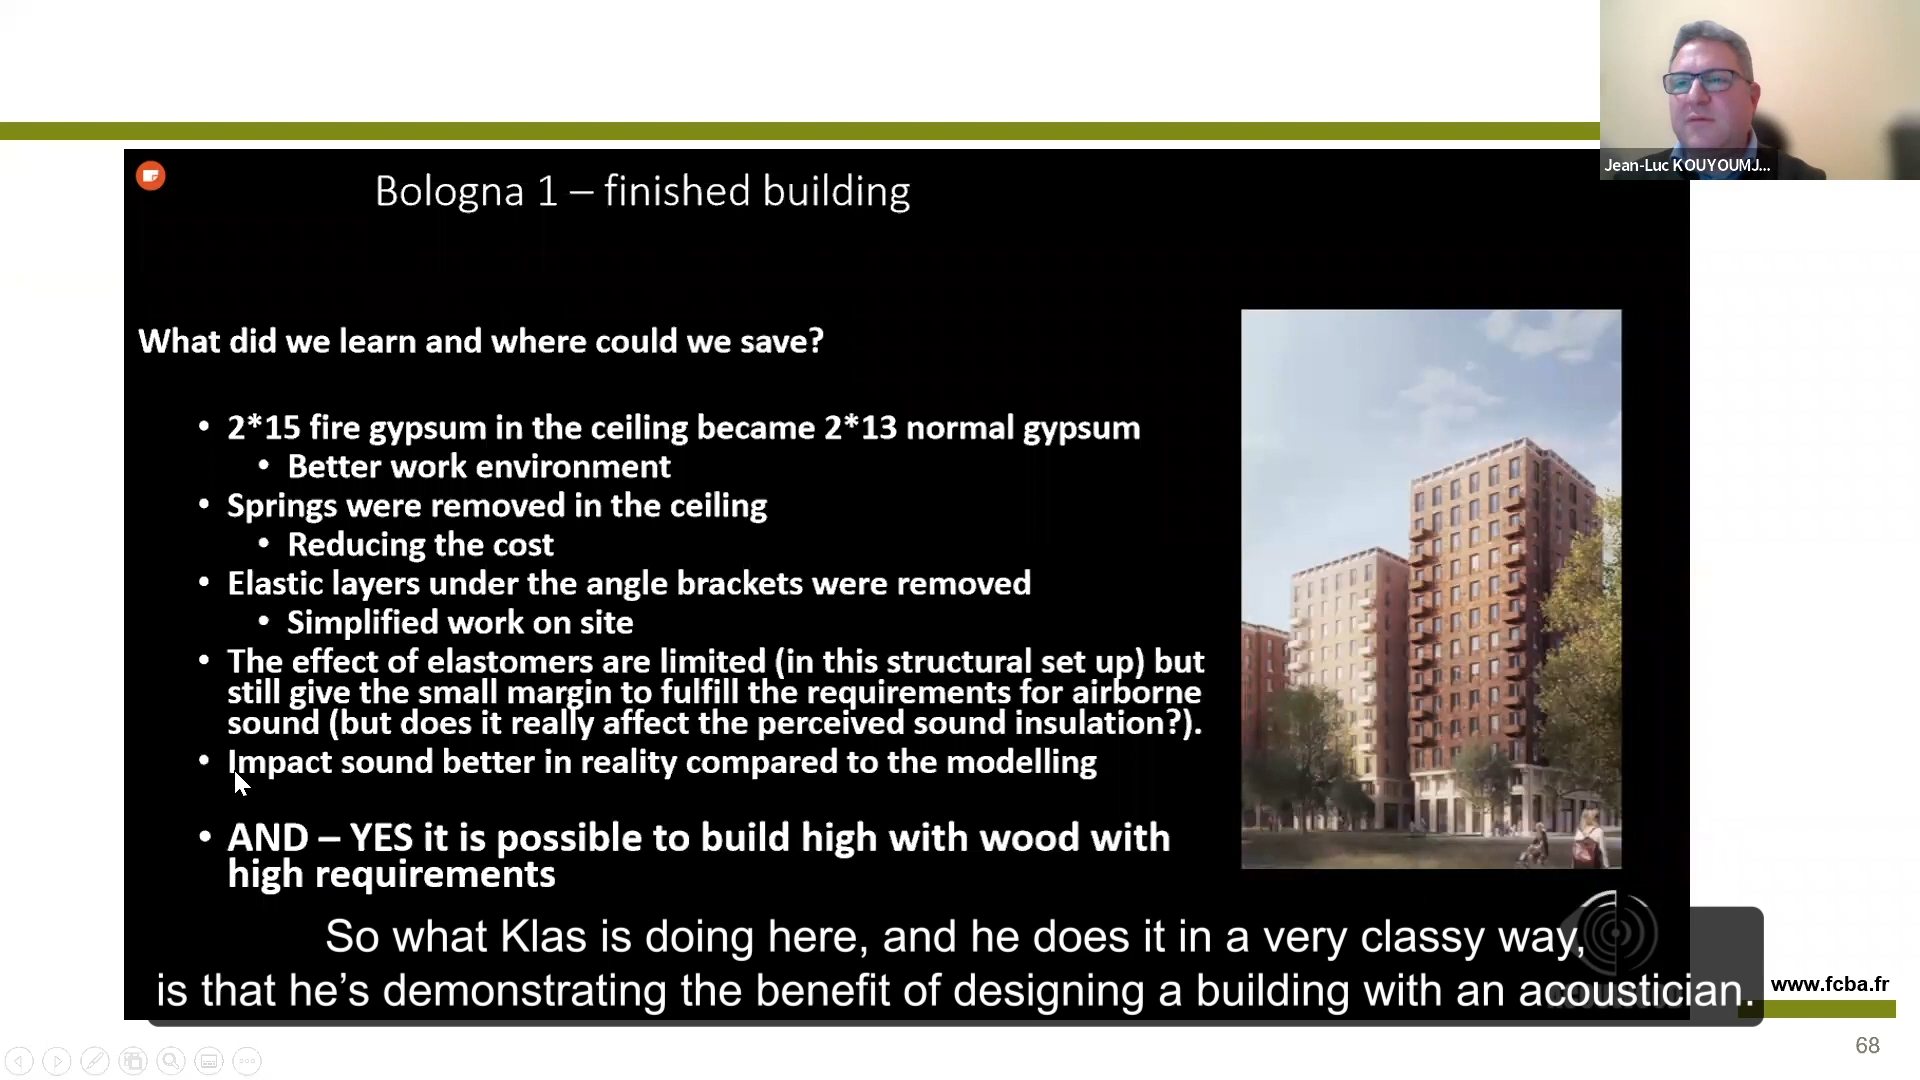 Jean-Luc KOUYOUMJ...
Bologna 1 – finished building
What did we learn and where could we save?
• 2*15 fire gypsum in the ceiling became 2*13 normal gypsum
• Better work environment
• Springs were removed in the ceiling
• Reducing the cost
• Elastic layers under the angle brackets were removed
• Simplified work on site
• The effect of elastomers are limited (in this structural set up) but
still give the small margin to fulfill the requirements for airborne
sound (but does it really affect the perceived sound insulation?).
• Impact sound better in reality compared to the modelling
• AND – YES it is possible to build high with wood with
high requirements
So what Klas is doing here, and he does it in a very classy way,
is that he’s demonstrating the benefit of designing a building with an acoustician.
www.fcba.fr
68